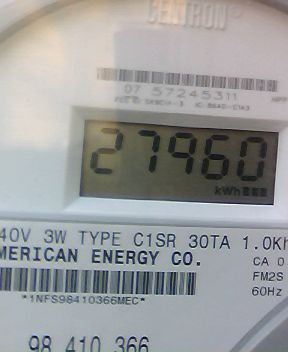 CENTRON®
07 57245311
27960
kWh
40V 3W TYPE C1SR 30TA 1.0Kh
MERICAN ENERGY CO.
CA 0
FM2S
60Hz
*1NFS98410366MEC*
98 410 366